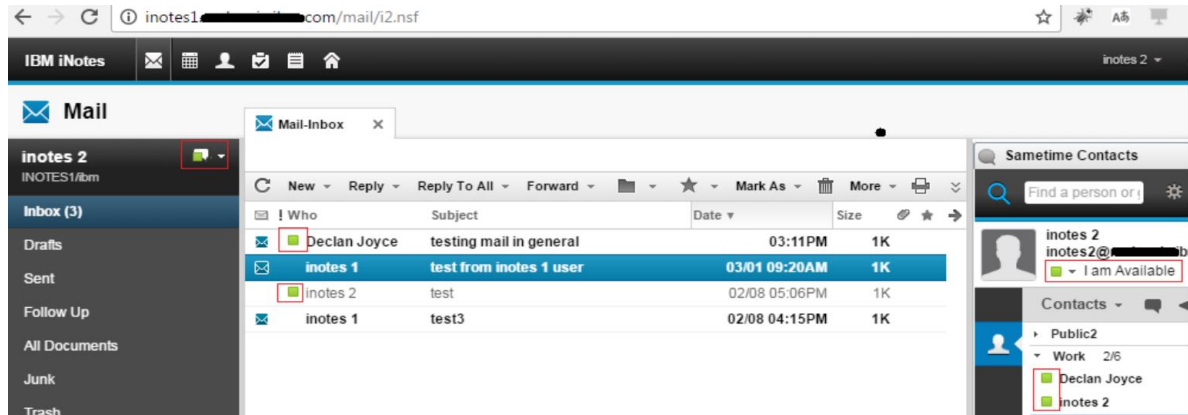 inotes1. com/mail/i2.nsf
Aあ
IBM iNotes
inotes 2
Mail
Mail-Inbox
inotes 2
INOTES1/ibm
Inbox (3)
Drafts
Sent
Follow Up
All Documents
Junk
Trash
New Reply Reply To All Forward Mark As More
! Who Subject Date Size
Declan Joyce testing mail in general 03:11PM 1K
inotes 1 test from inotes 1 user 03/01 09:20AM 1K
inotes 2 test 02/08 05:06PM 1K
inotes 1 test3 02/08 04:15PM 1K
Sametime Contacts
Find a person or
inotes 2
inotes2@
I am Available
Contacts
Public2
Work 2/6
Declan Joyce
inotes 2